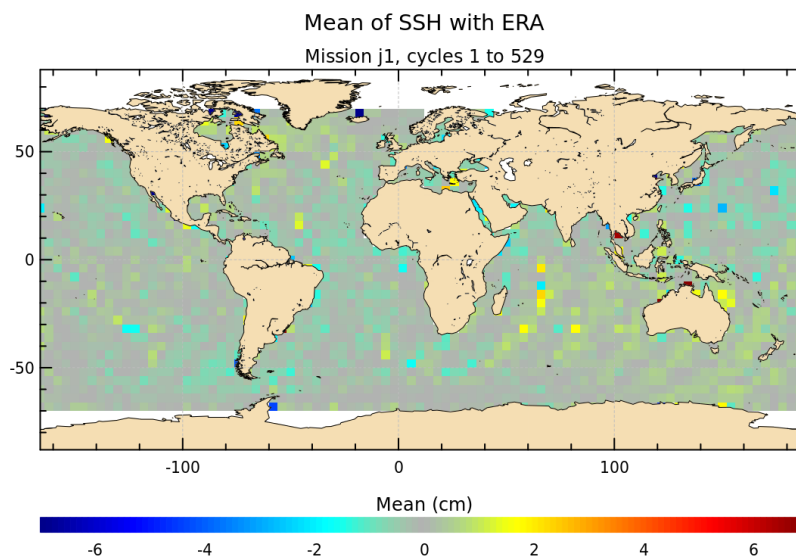 Mean of SSH with ERA
Mission j1, cycles 1 to 529
50
0
-50
-100 0 100
Mean (cm)
-6 -4 -2 0 2 4 6